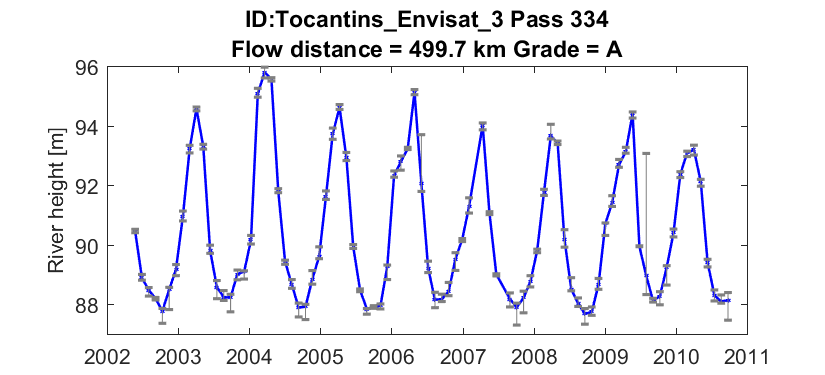 ID:Tocantins_Envisat_3 Pass 334
Flow distance = 499.7 km Grade = A
River height [m]
96
94
92
90
88
2002 2003 2004 2005 2006 2007 2008 2009 2010 2011